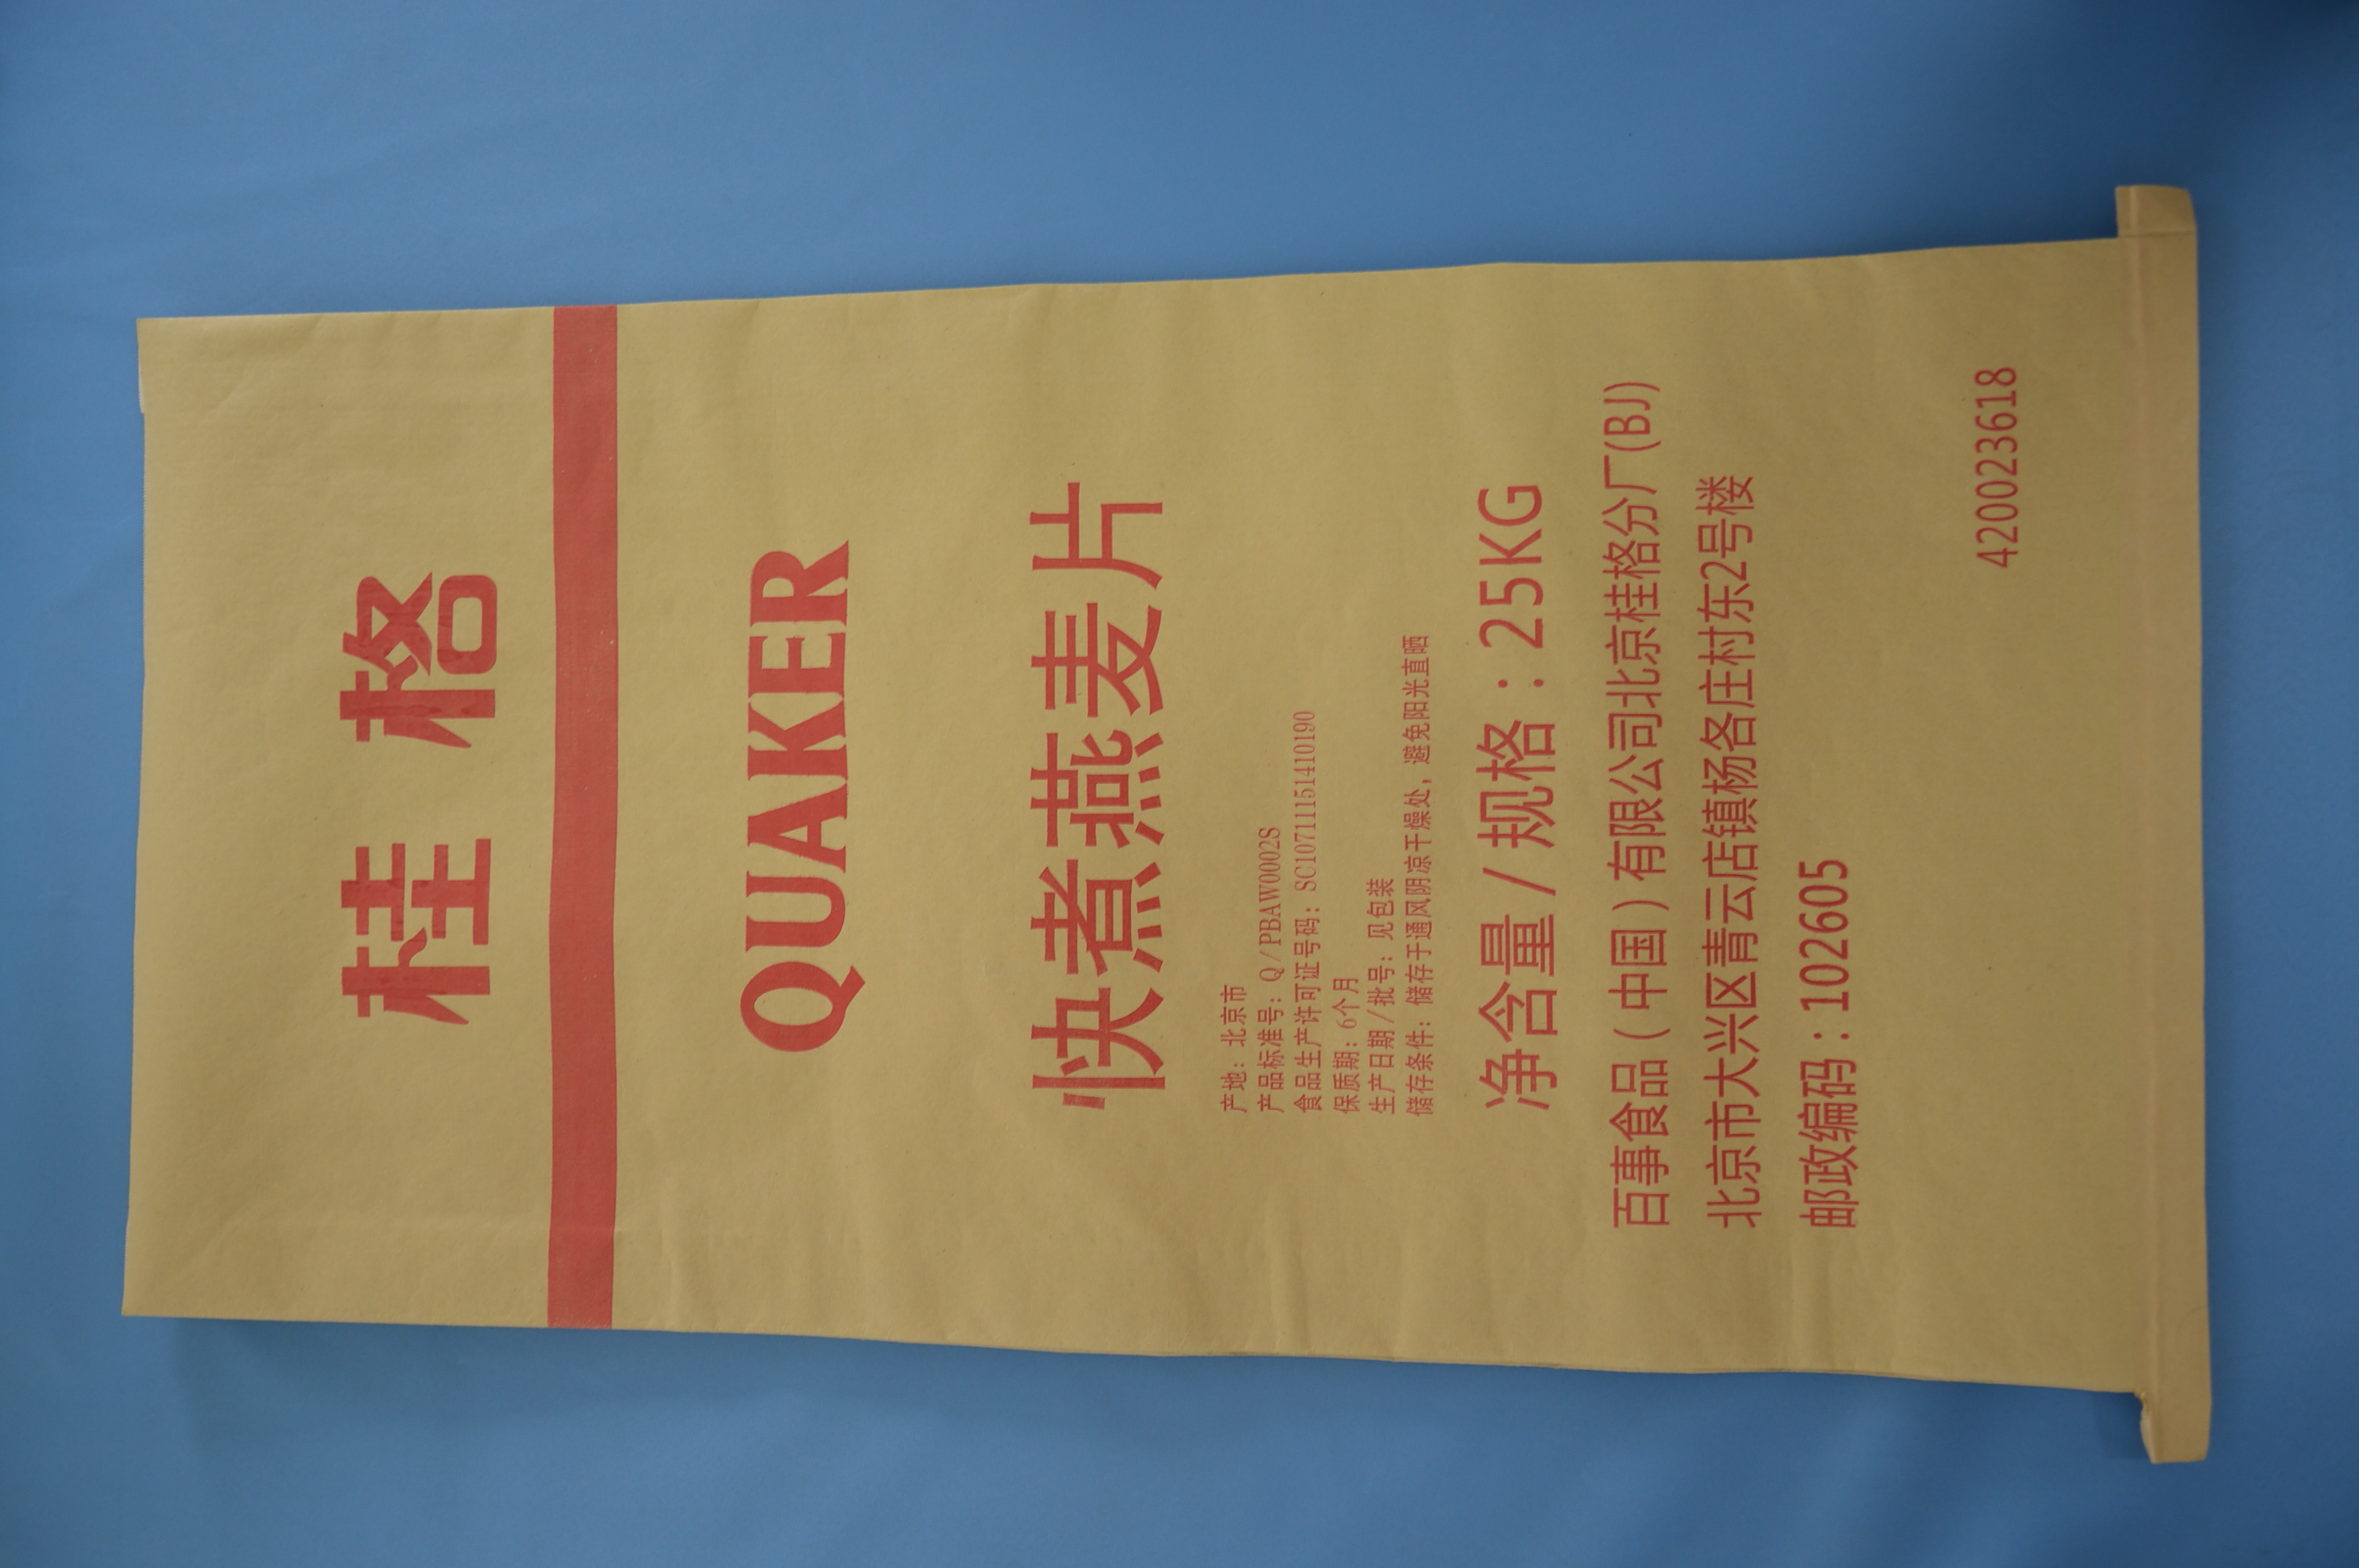 桂 格
QUAKER
快煮燕麦片
产地: 北京市
产品标准号: Q/PBAW0002S
食品生产许可证号码: SC10711151410190
保质期: 6个月
生产日期/批号: 见包装
储存条件: 储存于通风阴凉干燥处, 避免阳光直晒
净含量/规格:25KG
百事食品(中国)有限公司北京桂格分厂(BJ)
北京市大兴区青云店镇杨各庄村东2号楼
邮政编码:102605
420023618